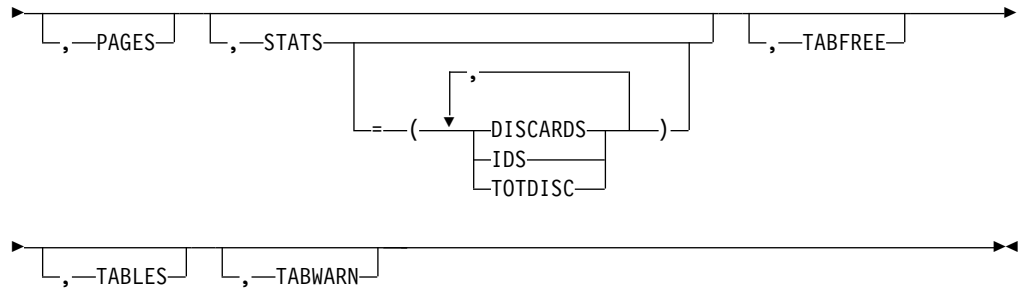 , PAGES , STATS , TABFREE
,
= ( DISCARDS )
IDS
TOTDISC
, TABLES , TABWARN